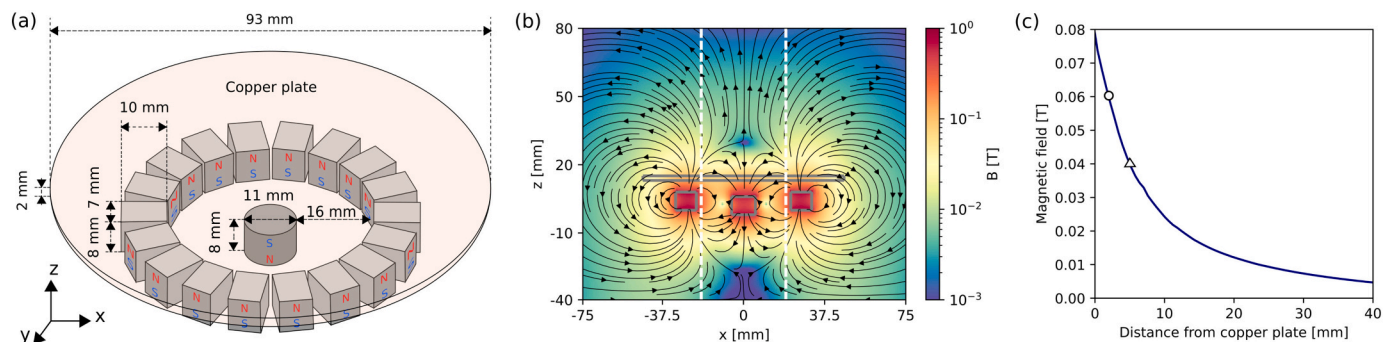 (a)
93 mm
Copper plate
10 mm
2 mm
7 mm
8 mm
11 mm
16 mm
8 mm
N N N N N N N N N N N N N
S S S S S S S S S S S S S
S
N
z
x
y
(b)
80
50
20
-10
-40
z [mm]
-75 -37.5 0 37.5 75
x [mm]
10⁰
10⁻¹
10⁻²
10⁻³
B [T]
(c)
0.08
0.07
0.06
0.05
0.04
0.03
0.02
0.01
0.00
Magnetic field [T]
0 10 20 30 40
Distance from copper plate [mm]